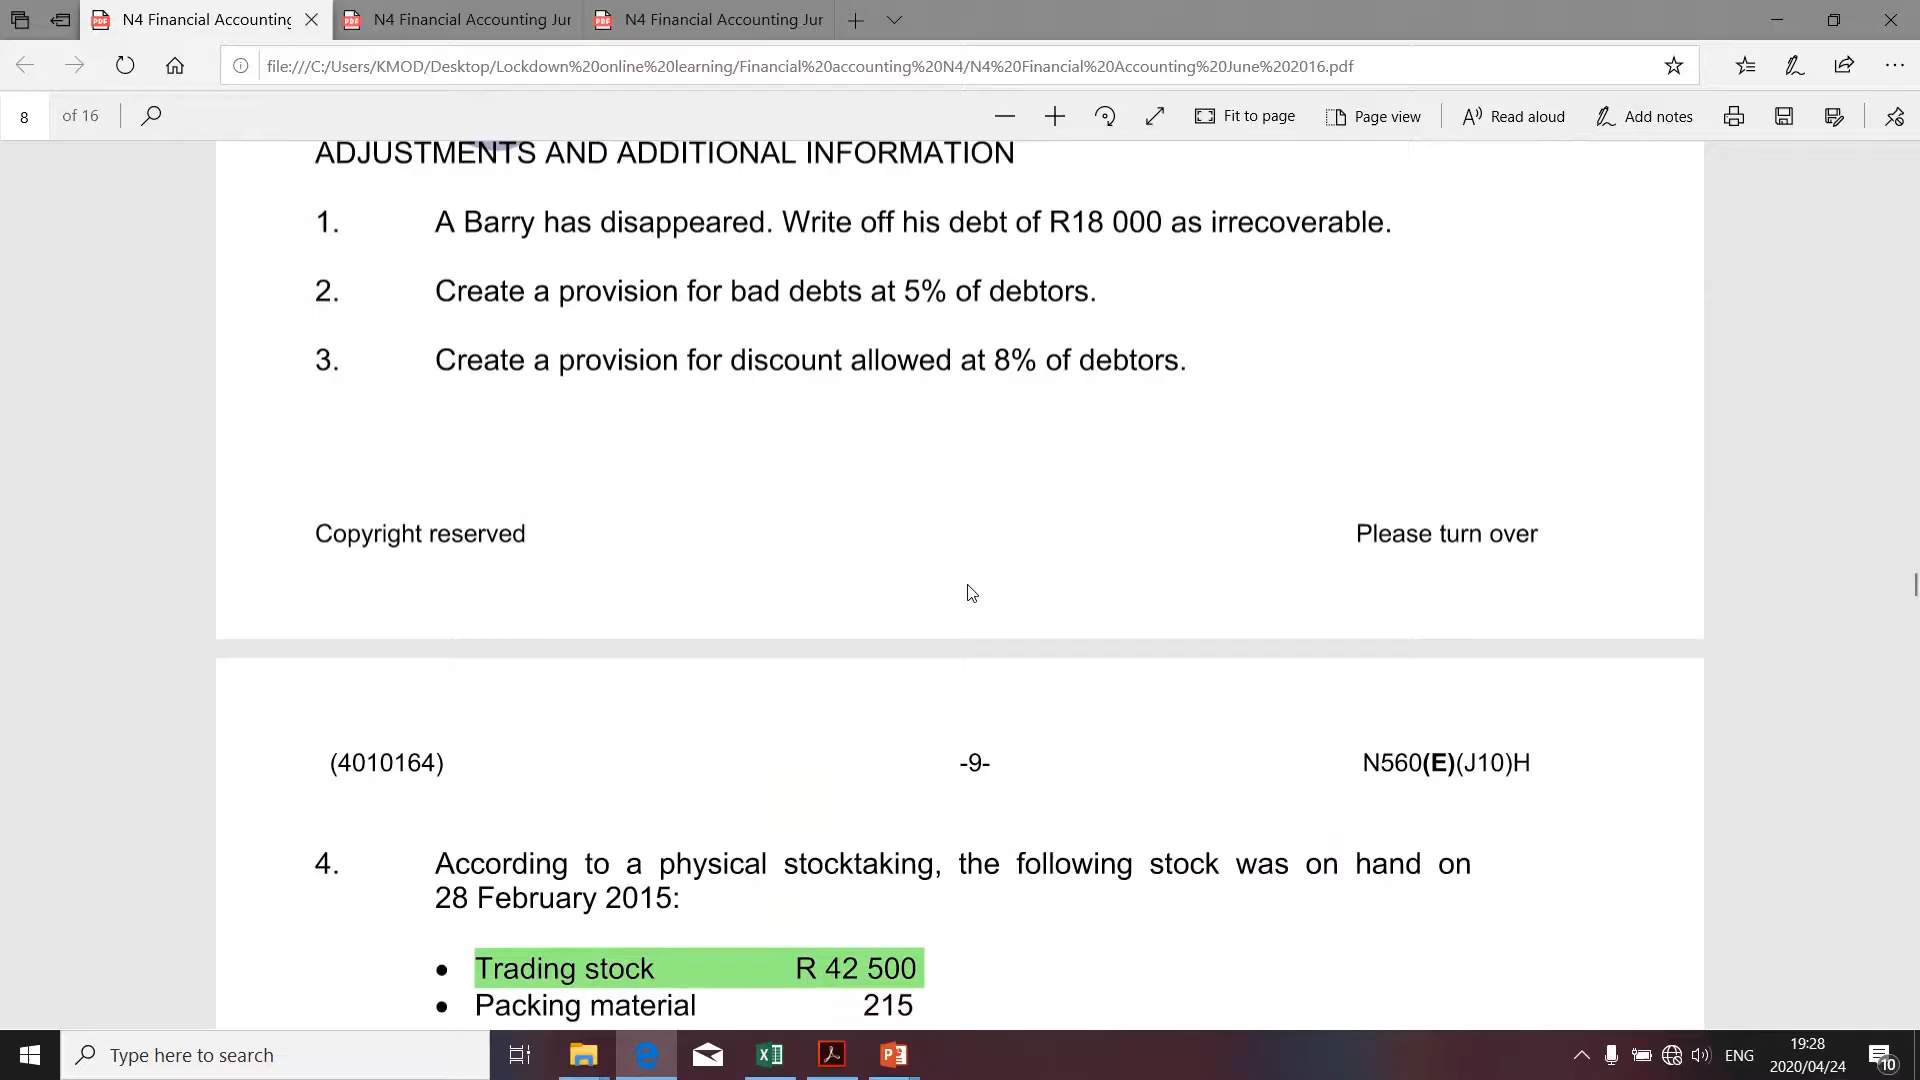 N4 Financial Accounting
N4 Financial Accounting Jur
N4 Financial Accounting Jur
file:///C:/Users/KMOD/Desktop/Lockdown%20online%20learning/Financial%20accounting%20N4/N4%20Financial%20Accounting%20June%202016.pdf
8 of 16
Fit to page
Page view
Read aloud
Add notes
ADJUSTMENTS AND ADDITIONAL INFORMATION
1. A Barry has disappeared. Write off his debt of R18 000 as irrecoverable.
2. Create a provision for bad debts at 5% of debtors.
3. Create a provision for discount allowed at 8% of debtors.
Copyright reserved Please turn over
(4010164) -9- N560(E)(J10)H
4. According to a physical stocktaking, the following stock was on hand on
28 February 2015:
• Trading stock R 42 500
• Packing material 215
Type here to search
ENG
19:28
2020/04/24
10